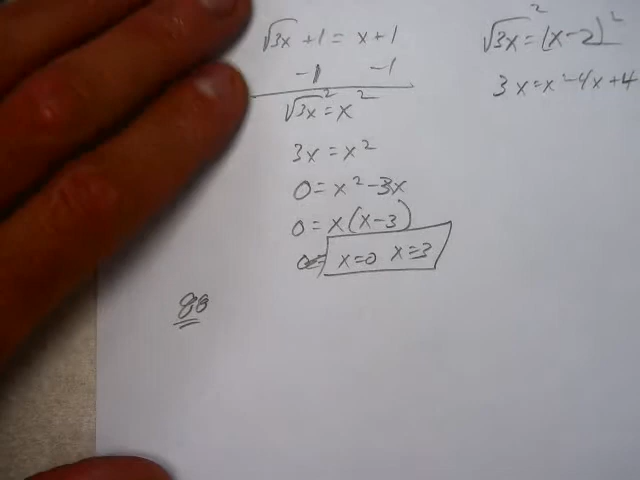 √3x + 1 = x + 1
-1 -1
√3x² = x²
3x = x²
0 = x² - 3x
0 = x(x-3)
x=0 x=3
88
√3x² = (x-2)²
3x = x² - 4x + 4